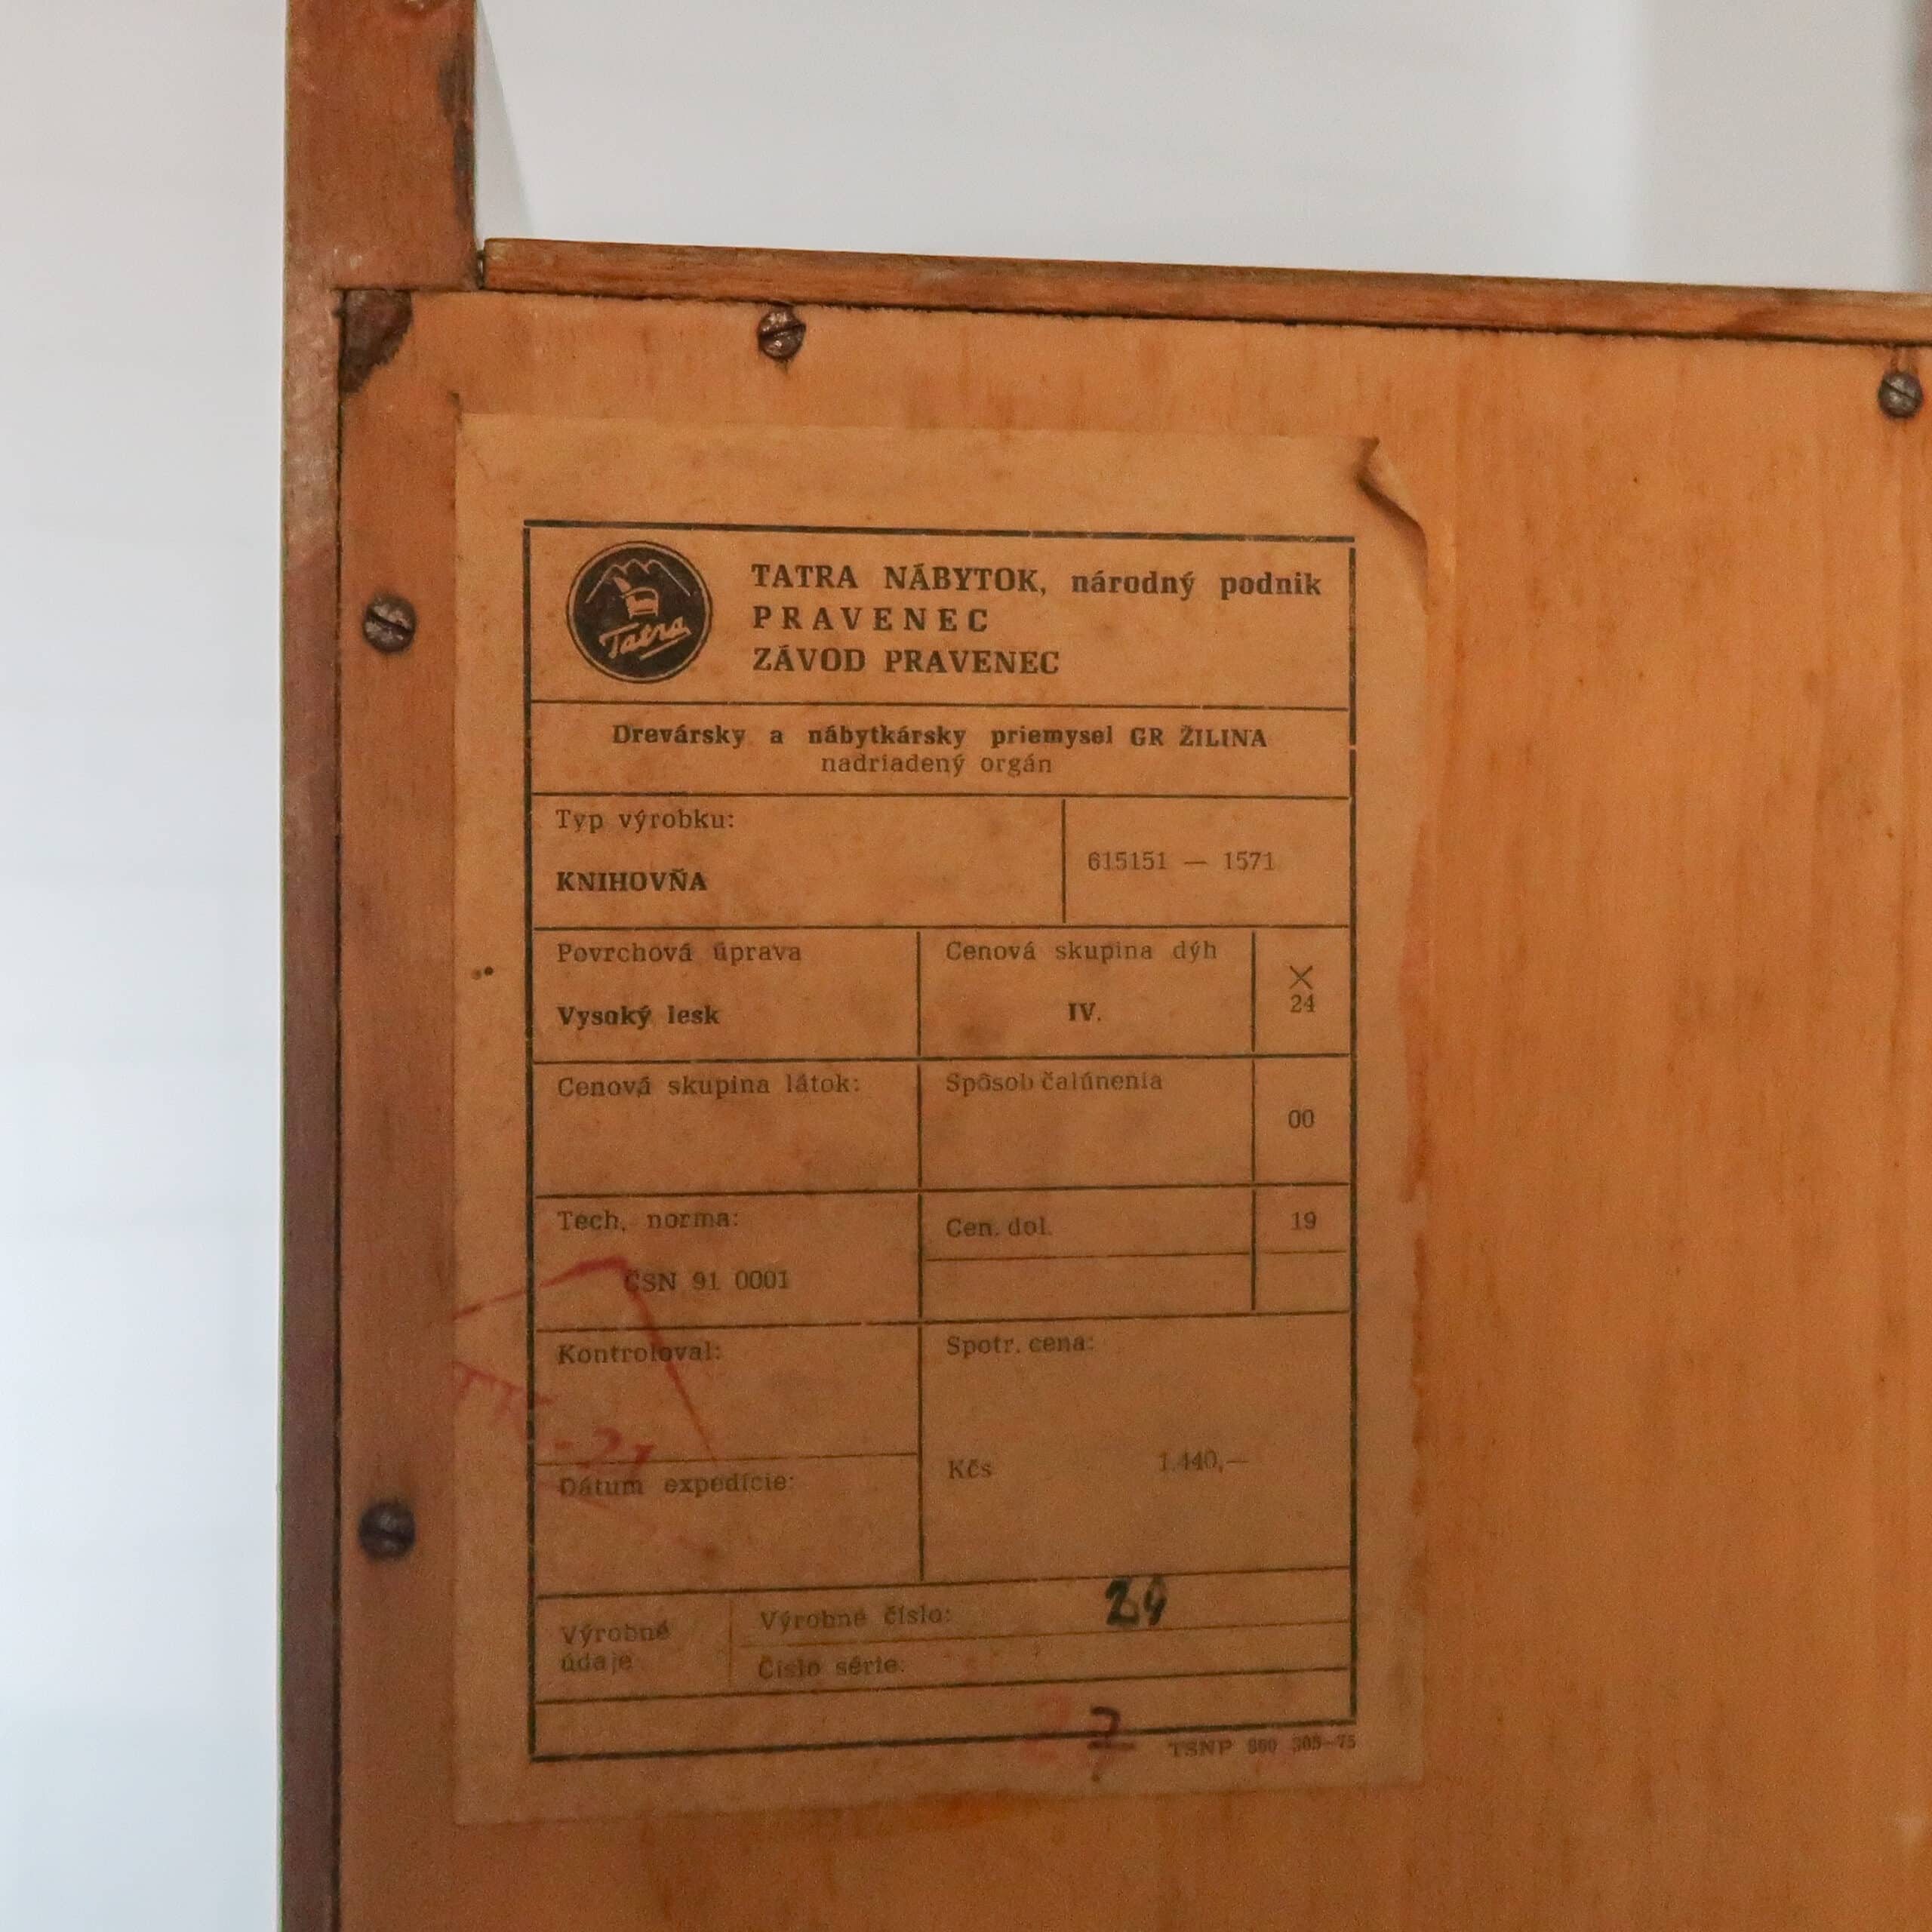 Tatra
TATRA NÁBYTOK, národný podnik
PRAVENEC
ZÁVOD PRAVENEC
Drevársky a nábytkársky priemysel GR ŽILINA
nadriadený orgán
Typ výrobku:
KNIHOVŇA
615151 — 1571
Povrchová úprava
Vysoký lesk
Cenová skupina dýh
IV.
X
24
Cenová skupina látok:
Spôsob čalúnenia
00
Tech. norma:
ČSN 91 0001
Cen. dol.
19
Kontroloval:
Spotr. cena:
Kčs 1.440,—
Dátum expedície:
Výrobné
údaje
Výrobné číslo: 24
Číslo série:
7
TSNP